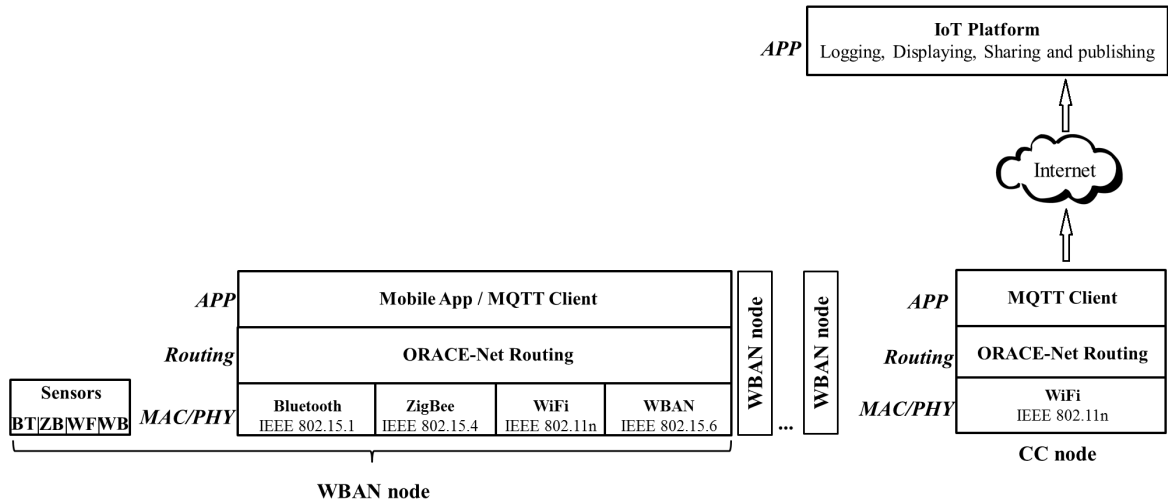 IoT Platform
APP
Logging, Displaying, Sharing and publishing
Internet
APP
Mobile App / MQTT Client
WBAN node
...
WBAN node
APP
MQTT Client
Routing
ORACE-Net Routing
Routing
ORACE-Net Routing
Sensors
BT|ZB|WF|WB
MAC/PHY
Bluetooth
IEEE 802.15.1
ZigBee
IEEE 802.15.4
WiFi
IEEE 802.11n
WBAN
IEEE 802.15.6
MAC/PHY
WiFi
IEEE 802.11n
CC node
WBAN node